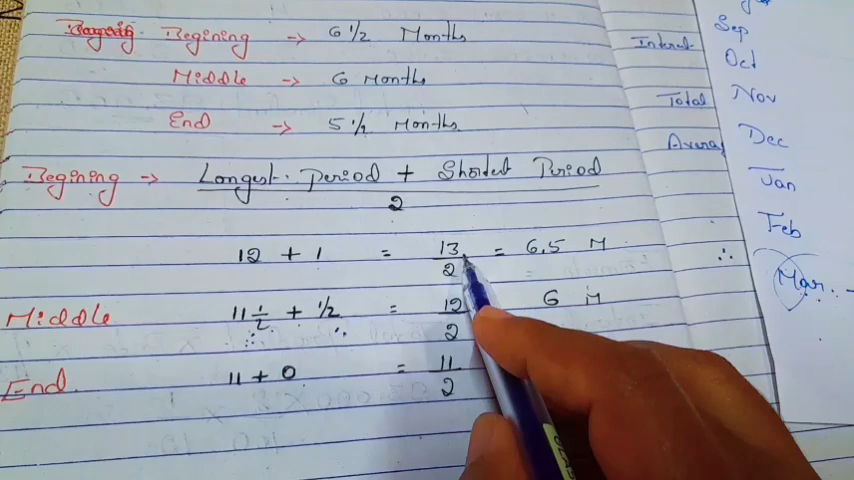 Begining → 6 1/2 Months
Middle → 6 Months
End → 5 1/2 Months
Begining → Longest Period + Shortest Period
2
12 + 1 = 13 = 6.5 M
2
Middle 11 1/2 + 1/2 = 12 6 M
2
End 11 + 0 = 11
2
Interest
Total
Averag
∴
Sep
Oct
Nov
Dec
Jan
Feb
Mar